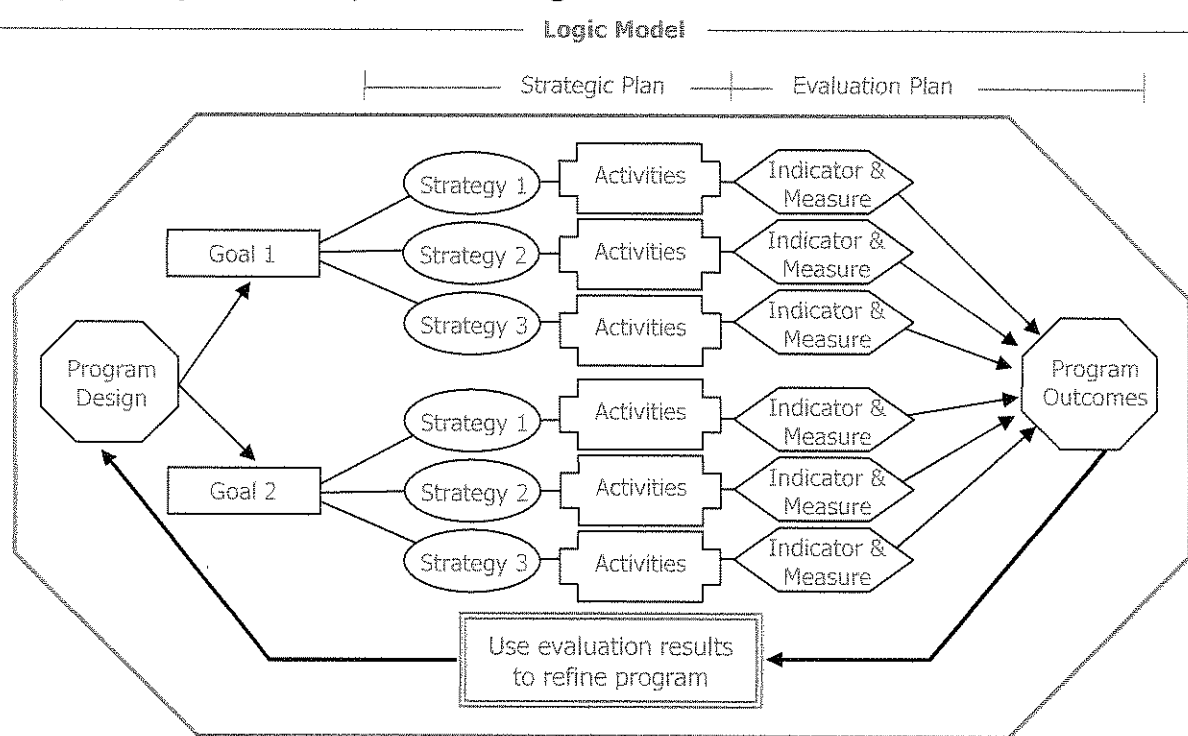 Logic Model
Strategic Plan
Evaluation Plan
Strategy 1
Activities
Indicator &
Measure
Goal 1
Strategy 2
Activities
Indicator &
Measure
Strategy 3
Activities
Indicator &
Measure
Program
Design
Program
Outcomes
Strategy 1
Activities
Indicator &
Measure
Goal 2
Strategy 2
Activities
Indicator &
Measure
Strategy 3
Activities
Indicator &
Measure
Use evaluation results
to refine program